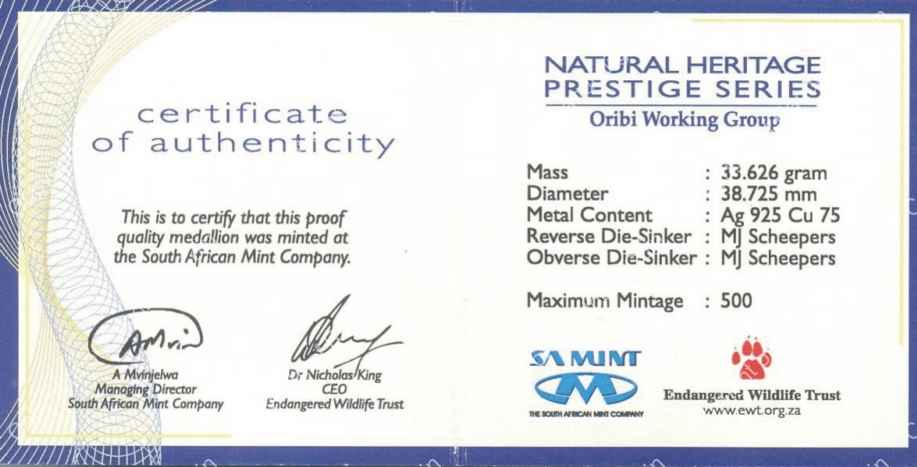 certificate
of authenticity
This is to certify that this proof
quality medallion was minted at
the South African Mint Company.
A Mvinjelwa
Managing Director
South African Mint Company
Dr Nicholas King
CEO
Endangered Wildlife Trust
NATURAL HERITAGE
PRESTIGE SERIES
Oribi Working Group
Mass : 33.626 gram
Diameter : 38.725 mm
Metal Content : Ag 925 Cu 75
Reverse Die-Sinker : MJ Scheepers
Obverse Die-Sinker : MJ Scheepers
Maximum Mintage : 500
SA MINT
THE SOUTH AFRICAN MINT COMPANY
Endangered Wildlife Trust
www.ewt.org.za